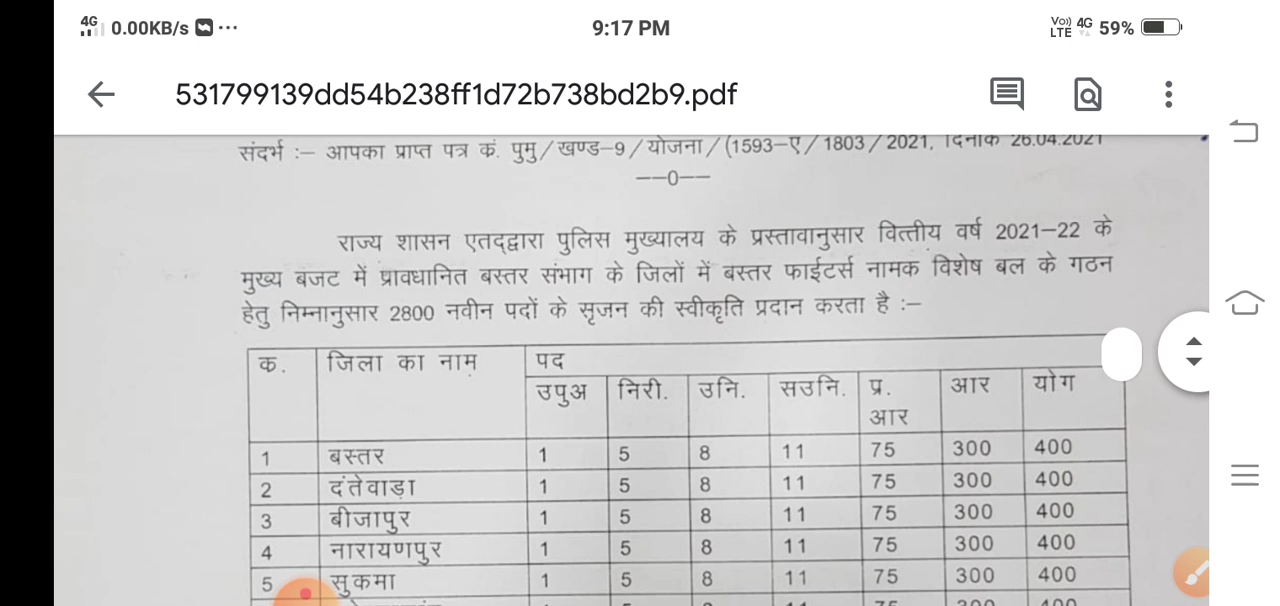 4G 0.00KB/s ... 9:17 PM Vo)) LTE 4G 59%
531799139dd54b238ff1d72b738bd2b9.pdf
संदर्भ :– आपका प्राप्त पत्र कं. पुमु/खण्ड–9/योजना/(1593–ए/1803/2021, दिनांक 26.04.2021
––0––
राज्य शासन एतद्द्वारा पुलिस मुख्यालय के प्रस्तावानुसार वित्तीय वर्ष 2021–22 के
मुख्य बजट में प्रावधानित बस्तर संभाग के जिलों में बस्तर फाईटर्स नामक विशेष बल के गठन
हेतु निम्नानुसार 2800 नवीन पदों के सृजन की स्वीकृति प्रदान करता है :–
क. जिला का नाम पद
उपुअ निरी. उनि. सउनि. प्र. आर योग
आर
1 बस्तर 1 5 8 11 75 300 400
2 दंतेवाड़ा 1 5 8 11 75 300 400
3 बीजापुर 1 5 8 11 75 300 400
4 नारायणपुर 1 5 8 11 75 300 400
5 सुकमा 1 5 8 11 75 300 400